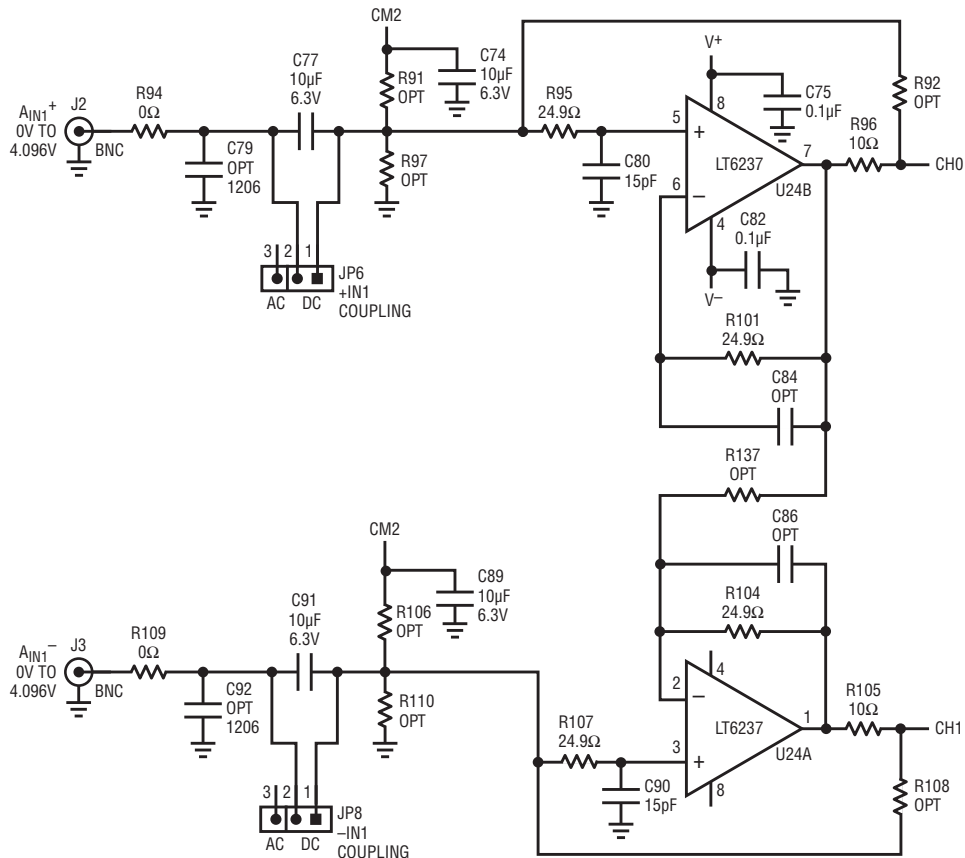 CM2
C77
10µF
6.3V
R91
OPT
C74
10µF
6.3V
V+
C75
0.1µF
R92
OPT
AIN1+
0V TO
4.096V
J2
BNC
R94
0Ω
C79
OPT
1206
R97
OPT
R95
24.9Ω
C80
15pF
5
+
6
–
8
LT6237
U24B
7
4
R96
10Ω
CH0
C82
0.1µF
V–
3 2 1
AC DC
JP6
+IN1
COUPLING
R101
24.9Ω
C84
OPT
R137
OPT
C86
OPT
R104
24.9Ω
CM2
C91
10µF
6.3V
R106
OPT
C89
10µF
6.3V
AIN1–
0V TO
4.096V
J3
BNC
R109
0Ω
C92
OPT
1206
R110
OPT
R107
24.9Ω
C90
15pF
2
–
3
+
4
LT6237
U24A
1
8
R105
10Ω
CH1
R108
OPT
3 2 1
AC DC
JP8
–IN1
COUPLING